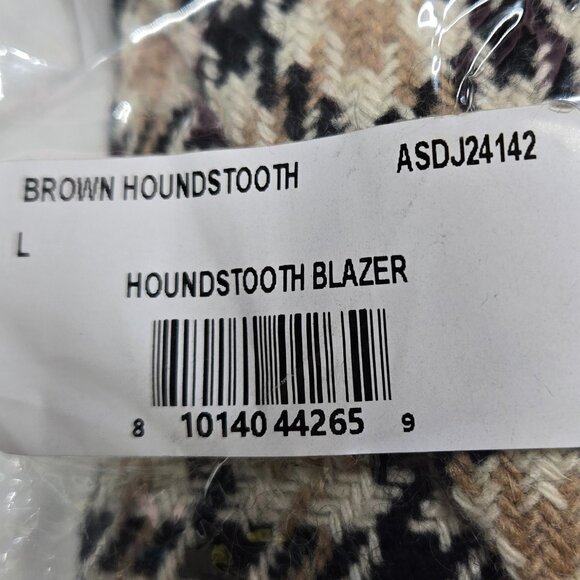 BROWN HOUNDSTOOTH ASDJ24142
L
HOUNDSTOOTH BLAZER
8 10140 44265 9